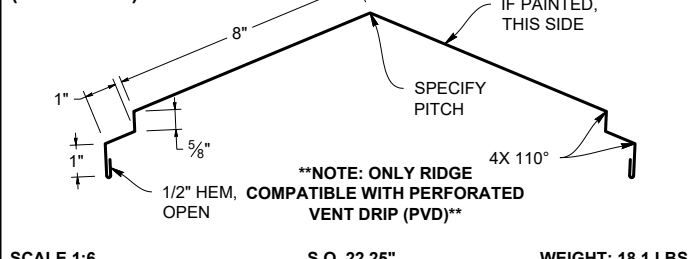 IF PAINTED,
THIS SIDE
8"
1"
SPECIFY
PITCH
5/8"
1"
4X 110°
1/2" HEM,
OPEN
**NOTE: ONLY RIDGE
COMPATIBLE WITH PERFORATED
VENT DRIP (PVD)**
SCALE 1:6
S.O. 22.25"
WEIGHT: 18.1 LBS